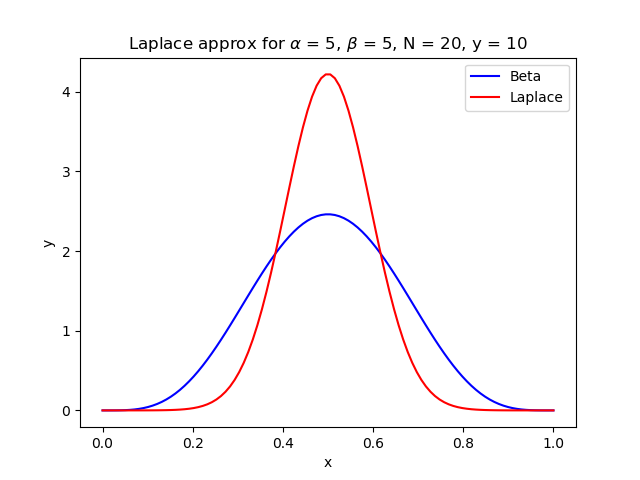 Laplace approx for α = 5, β = 5, N = 20, y = 10
Beta
Laplace
4
3
2
1
0
y
0.0 0.2 0.4 0.6 0.8 1.0
x